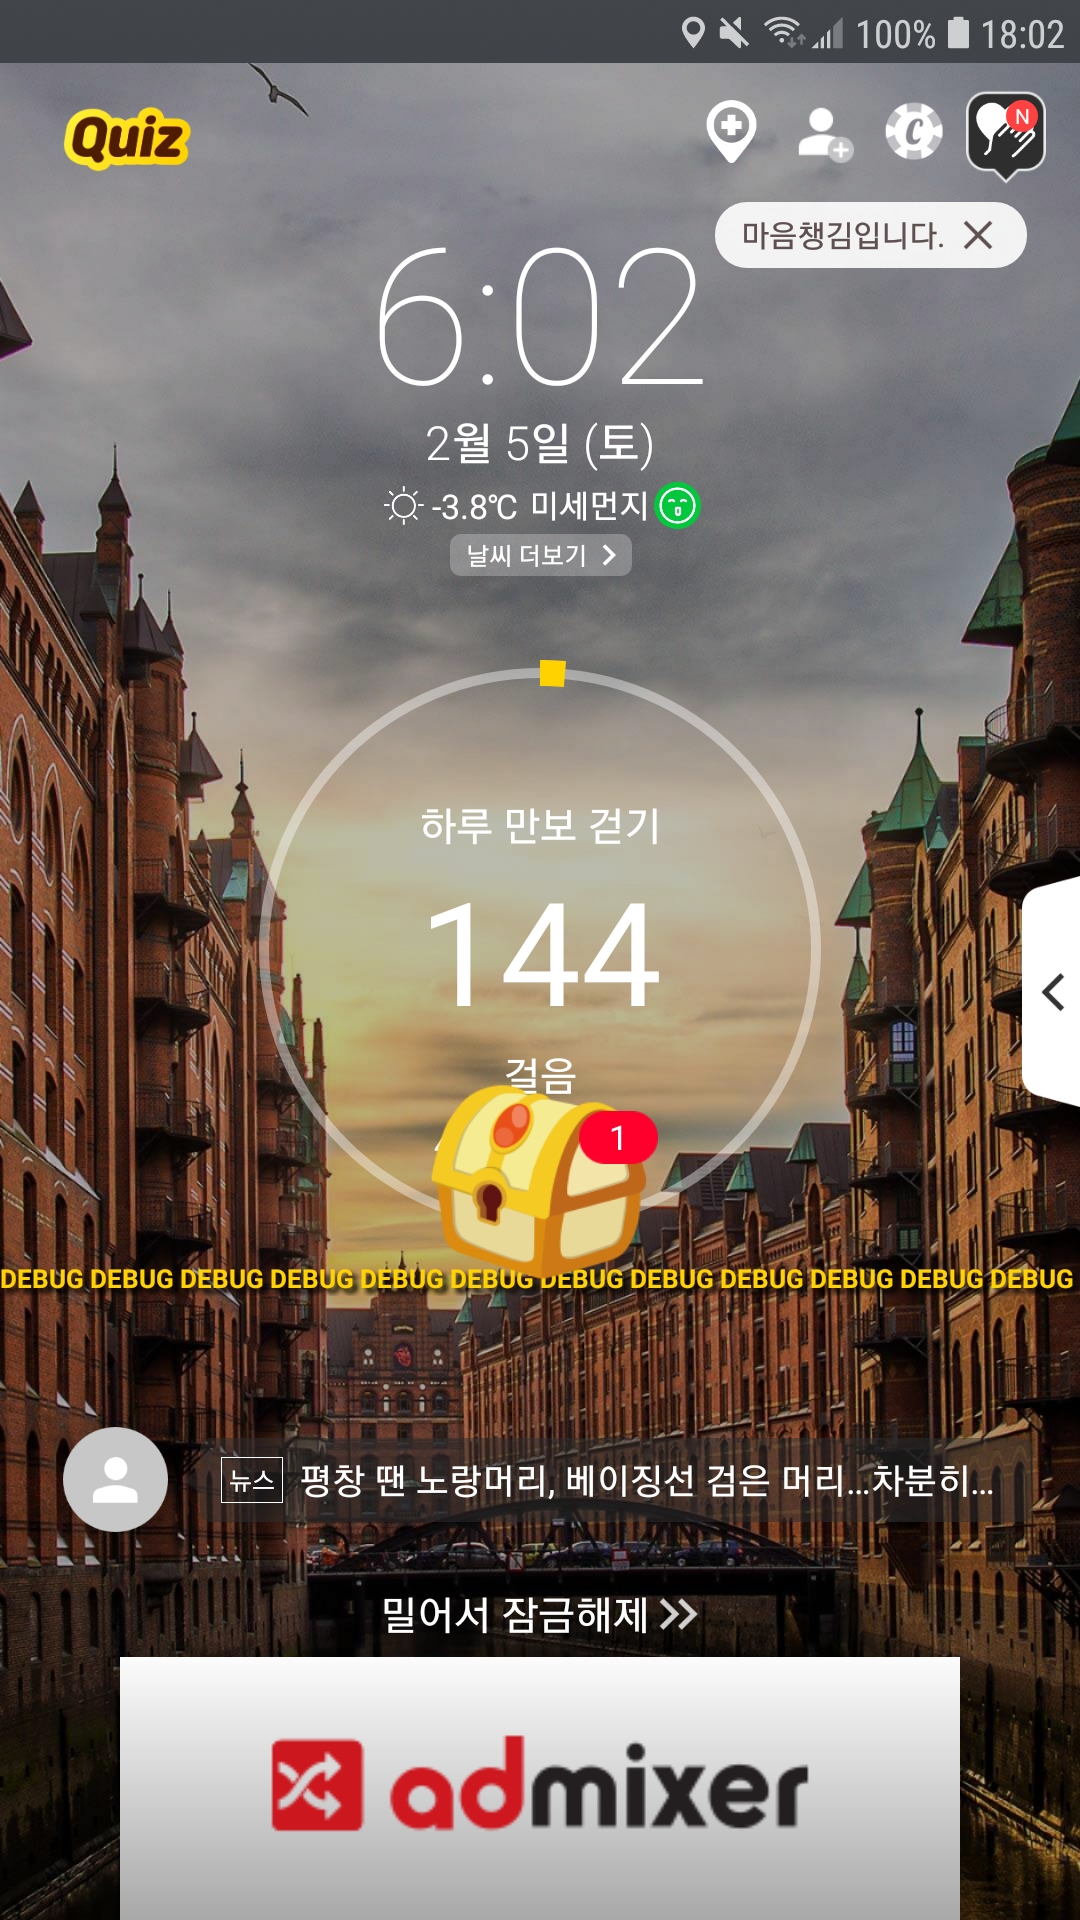 100% 18:02
Quiz
C
N
마음챙김입니다.
6:02
2월 5일 (토)
-3.8℃ 미세먼지
날씨 더보기
하루 만보 걷기
144
걸음
1
DEBUG DEBUG DEBUG DEBUG DEBUG DEBUG DEBUG DEBUG DEBUG DEBUG DEBUG DEBUG
뉴스 평창 땐 노랑머리, 베이징선 검은 머리...차분히...
밀어서 잠금해제
admixer